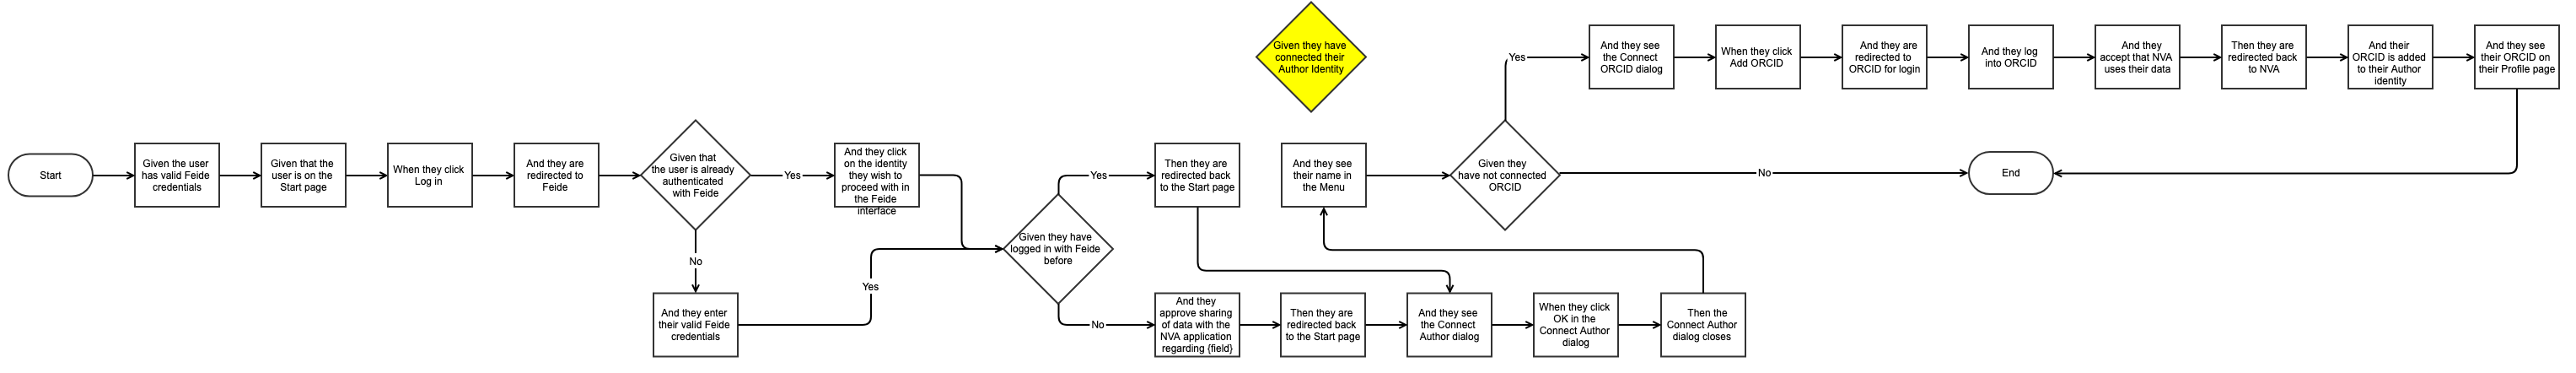 Given they have
connected their
Author Identity
Yes
And they see
the Connect
ORCID dialog
When they click
Add ORCID
And they are
redirected to
ORCID for login
And they log
into ORCID
And they
accept that NVA
uses their data
Then they are
redirected back
to NVA
And their
ORCID is added
to their Author
identity
And they see
their ORCID on
their Profile page
Start
Given the user
has valid Feide
credentials
Given that the
user is on the
Start page
When they click
Log in
And they are
redirected to
Feide
Given that
the user is already
authenticated
with Feide
Yes
And they click
on the identity
they wish to
proceed with in
the Feide
interface
Yes
Then they are
redirected back
to the Start page
And they see
their name in
the Menu
Given they
have not connected
ORCID
No
End
No
Given they have
logged in with Feide
before
And they enter
their valid Feide
credentials
Yes
No
And they
approve sharing
of data with the
NVA application
regarding {field}
Then they are
redirected back
to the Start page
And they see
the Connect
Author dialog
When they click
OK in the
Connect Author
dialog
Then the
Connect Author
dialog closes